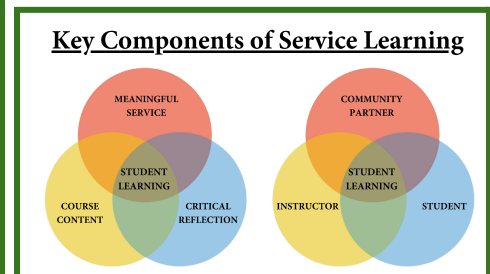 Key Components of Service Learning
MEANINGFUL
SERVICE
STUDENT
LEARNING
COURSE
CONTENT
CRITICAL
REFLECTION
COMMUNITY
PARTNER
STUDENT
LEARNING
INSTRUCTOR
STUDENT